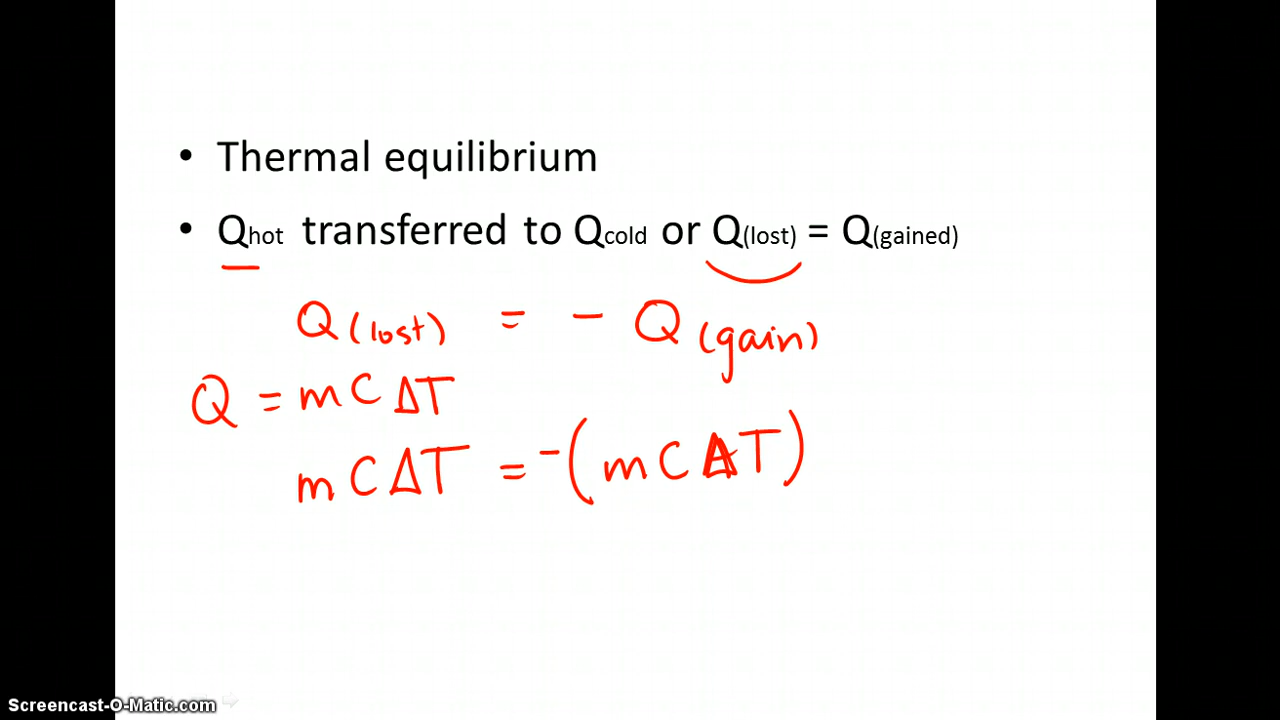 • Thermal equilibrium
• Qhot transferred to Qcold or Q(lost) = Q(gained)
Q (lost) = - Q (gain)
Q = mCΔT
mCΔT = -(mCΔT)
Screencast-O-Matic.com